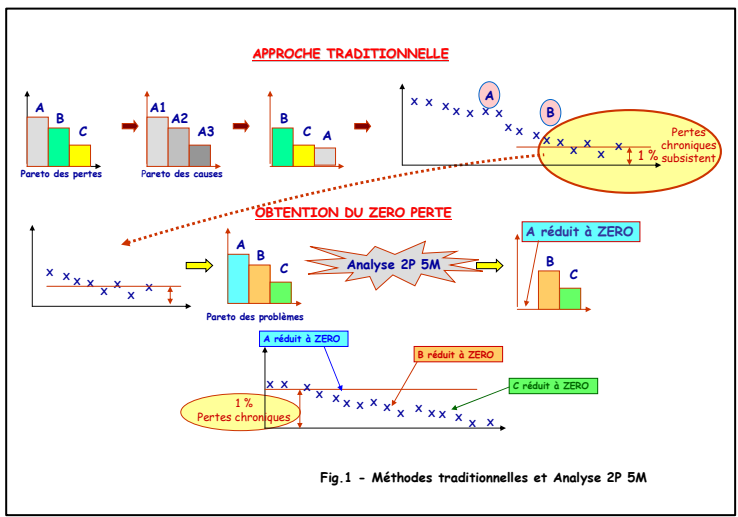 APPROCHE TRADITIONNELLE
A
B
C
Pareto des pertes
A1
A2
A3
Pareto des causes
B
C
A
A
B
Pertes
chroniques
1 % subsistent
OBTENTION DU ZERO PERTE
A
B
C
Pareto des problèmes
Analyse 2P 5M
A réduit à ZERO
B
C
A réduit à ZERO
B réduit à ZERO
C réduit à ZERO
1 %
Pertes chroniques
Fig.1 - Méthodes traditionnelles et Analyse 2P 5M